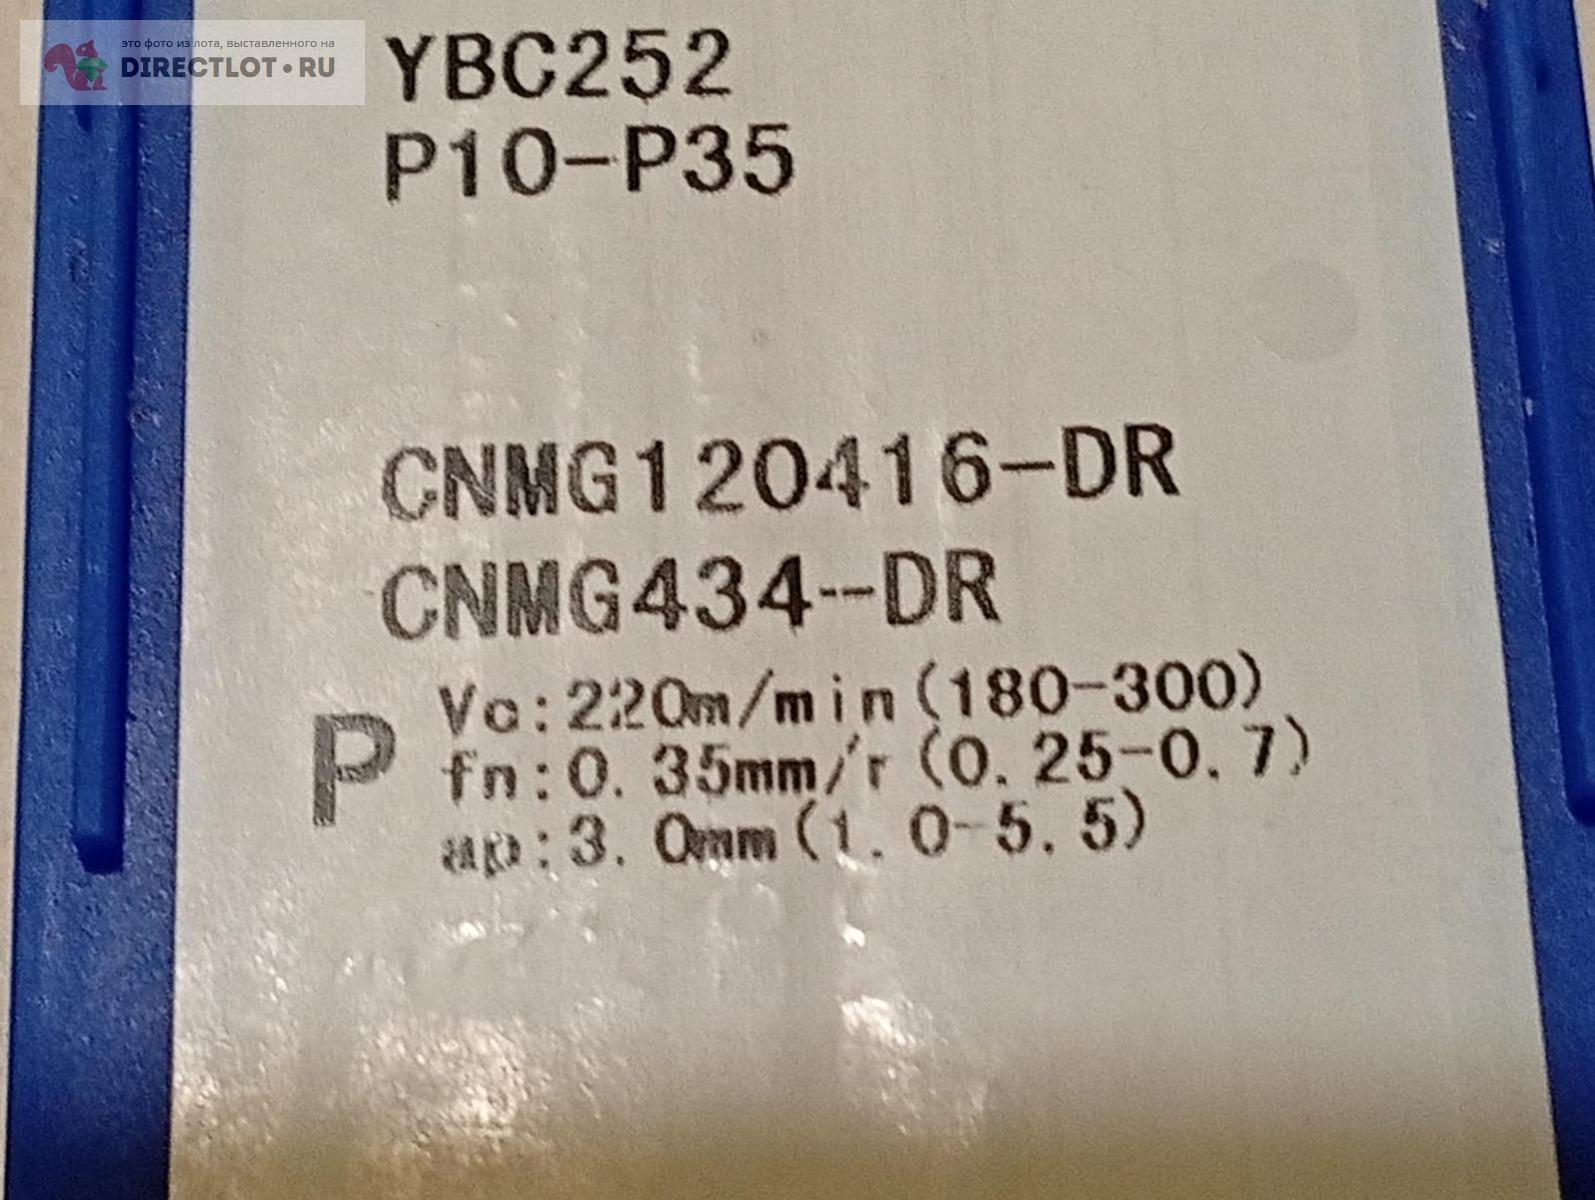 это фото из лота, выставленного на
DIRECTLOT•RU
YBC252
P10-P35
CNMG120416-DR
CNMG434-DR
P
Vc:220m/min(180-300)
fn:0.35mm/r(0.25-0.7)
ap:3.0mm(1.0-5.5)